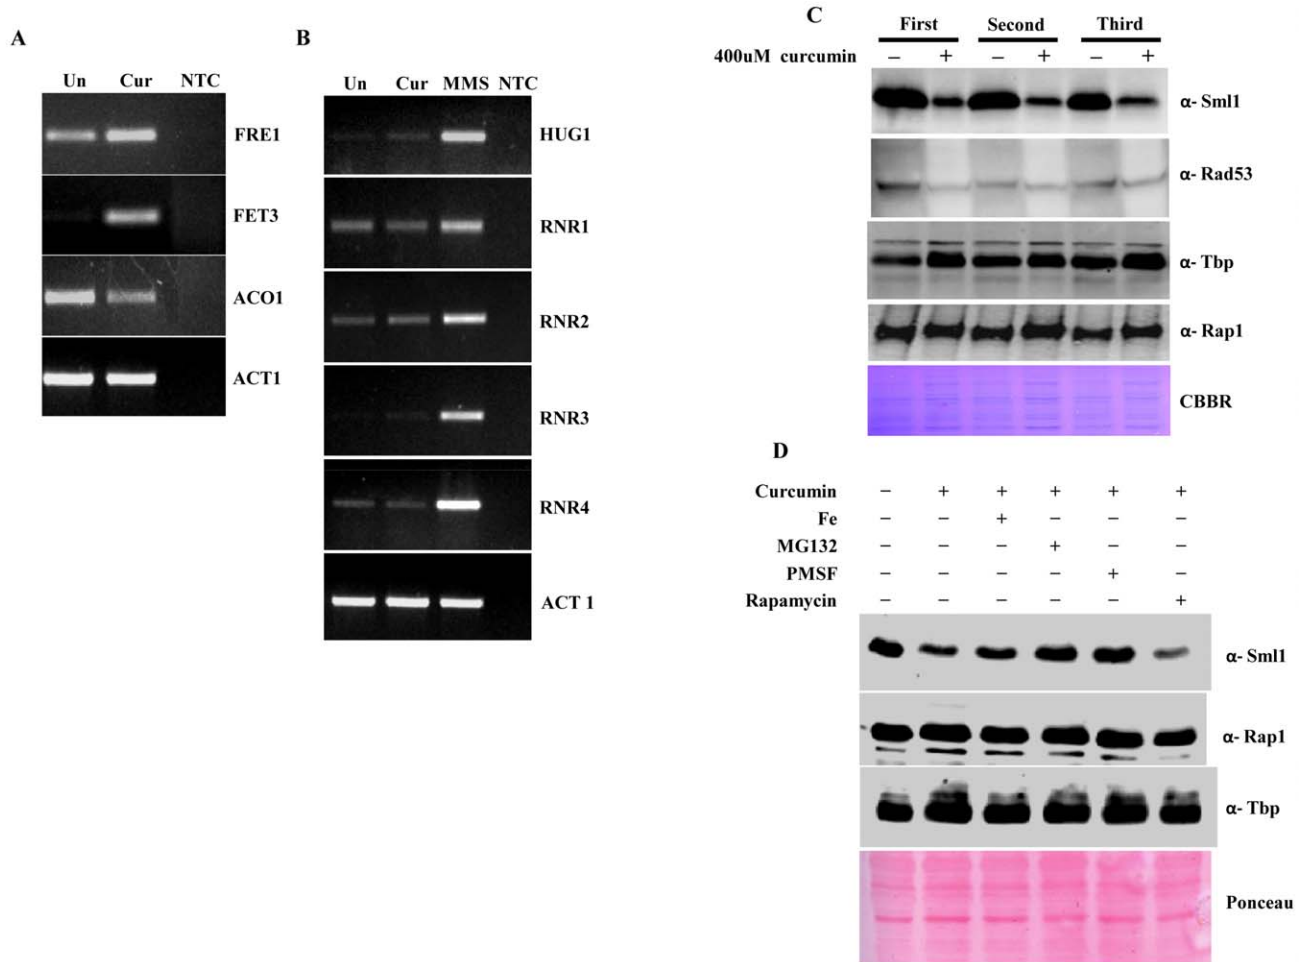 A
Un Cur NTC
FRE1
FET3
ACO1
ACT1
B
Un Cur MMS NTC
HUG1
RNR1
RNR2
RNR3
RNR4
ACT 1
C
First Second Third
400uM curcumin – + – + – +
α- Sml1
α- Rad53
α- Tbp
α- Rap1
CBBR
D
Curcumin – + + + + +
Fe – – + – – –
MG132 – – – + – –
PMSF – – – – + –
Rapamycin – – – – – +
α- Sml1
α- Rap1
α- Tbp
Ponceau